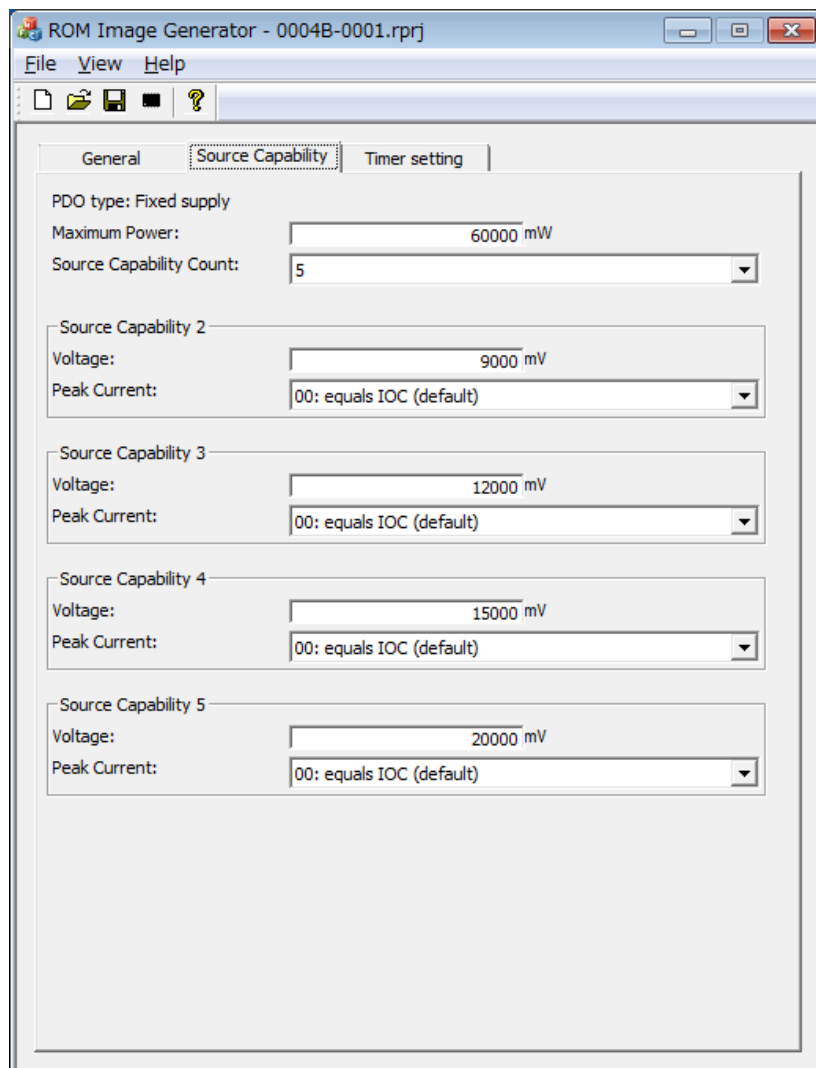 ROM Image Generator - 0004B-0001.rprj
File View Help
General Source Capability Timer setting
PDO type: Fixed supply
Maximum Power: 60000 mW
Source Capability Count: 5
Source Capability 2
Voltage: 9000 mV
Peak Current: 00: equals IOC (default)
Source Capability 3
Voltage: 12000 mV
Peak Current: 00: equals IOC (default)
Source Capability 4
Voltage: 15000 mV
Peak Current: 00: equals IOC (default)
Source Capability 5
Voltage: 20000 mV
Peak Current: 00: equals IOC (default)